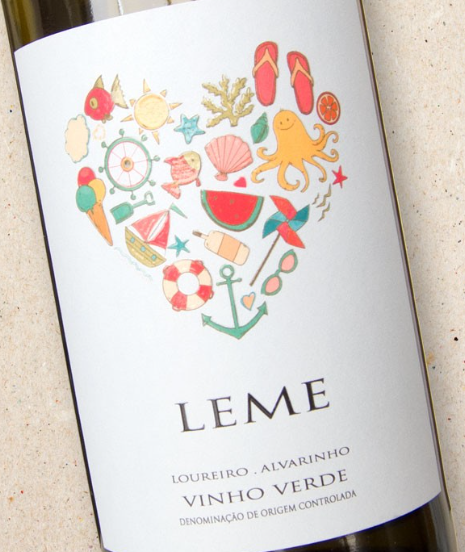 LEME
LOUREIRO . ALVARINHO
VINHO VERDE
DENOMINAÇÃO DE ORIGEM CONTROLADA